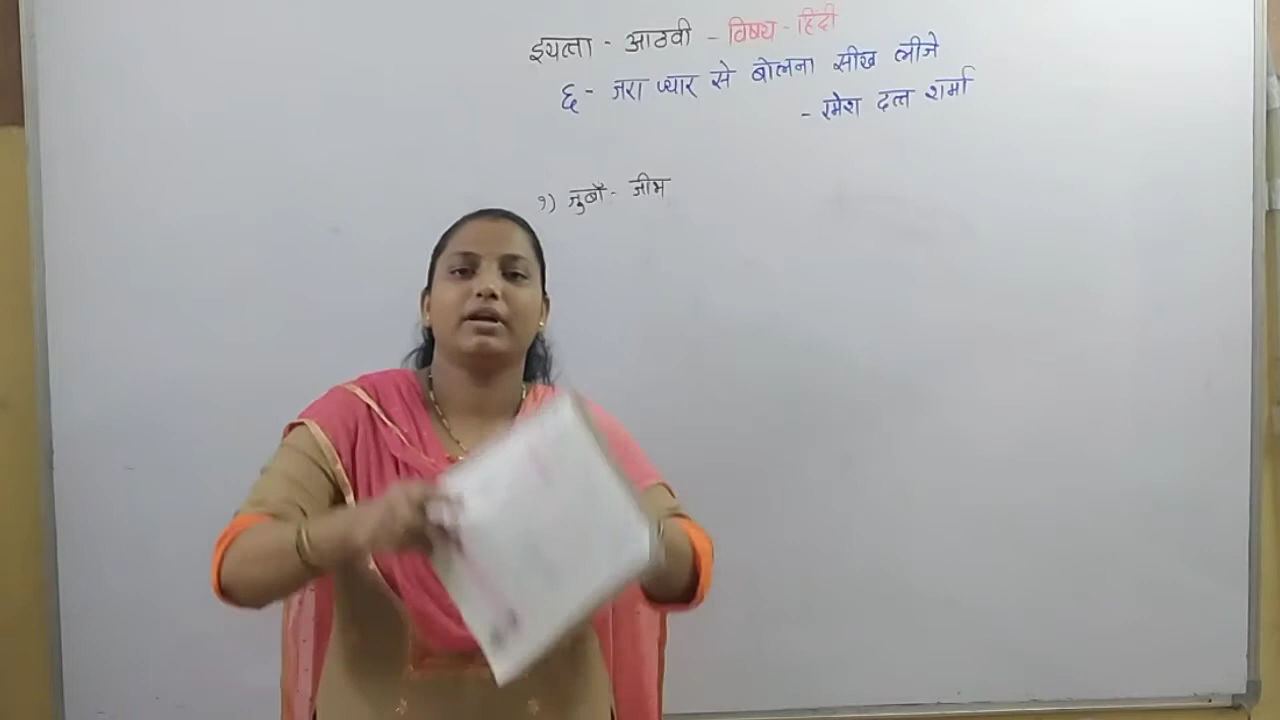 इयत्ता - आठवी - विषय - हिंदी
६ - जरा प्यार से बोलना सीख लीजे
- रमेश दत्त शर्मा
१) जुबाँ - जीभ